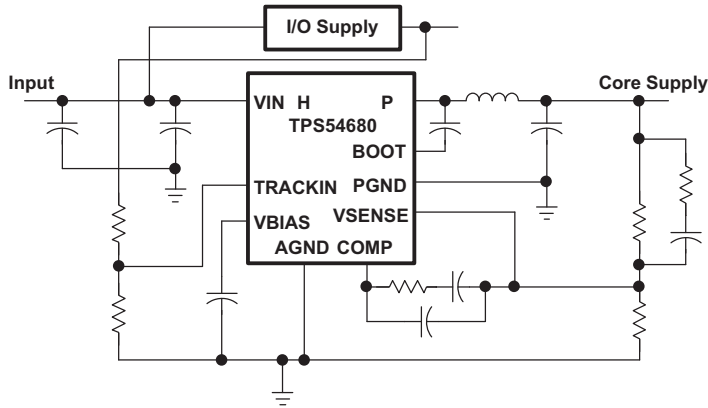 I/O Supply
Input
Core Supply
VIN H P
TPS54680
BOOT
TRACKIN PGND
VBIAS VSENSE
AGND COMP